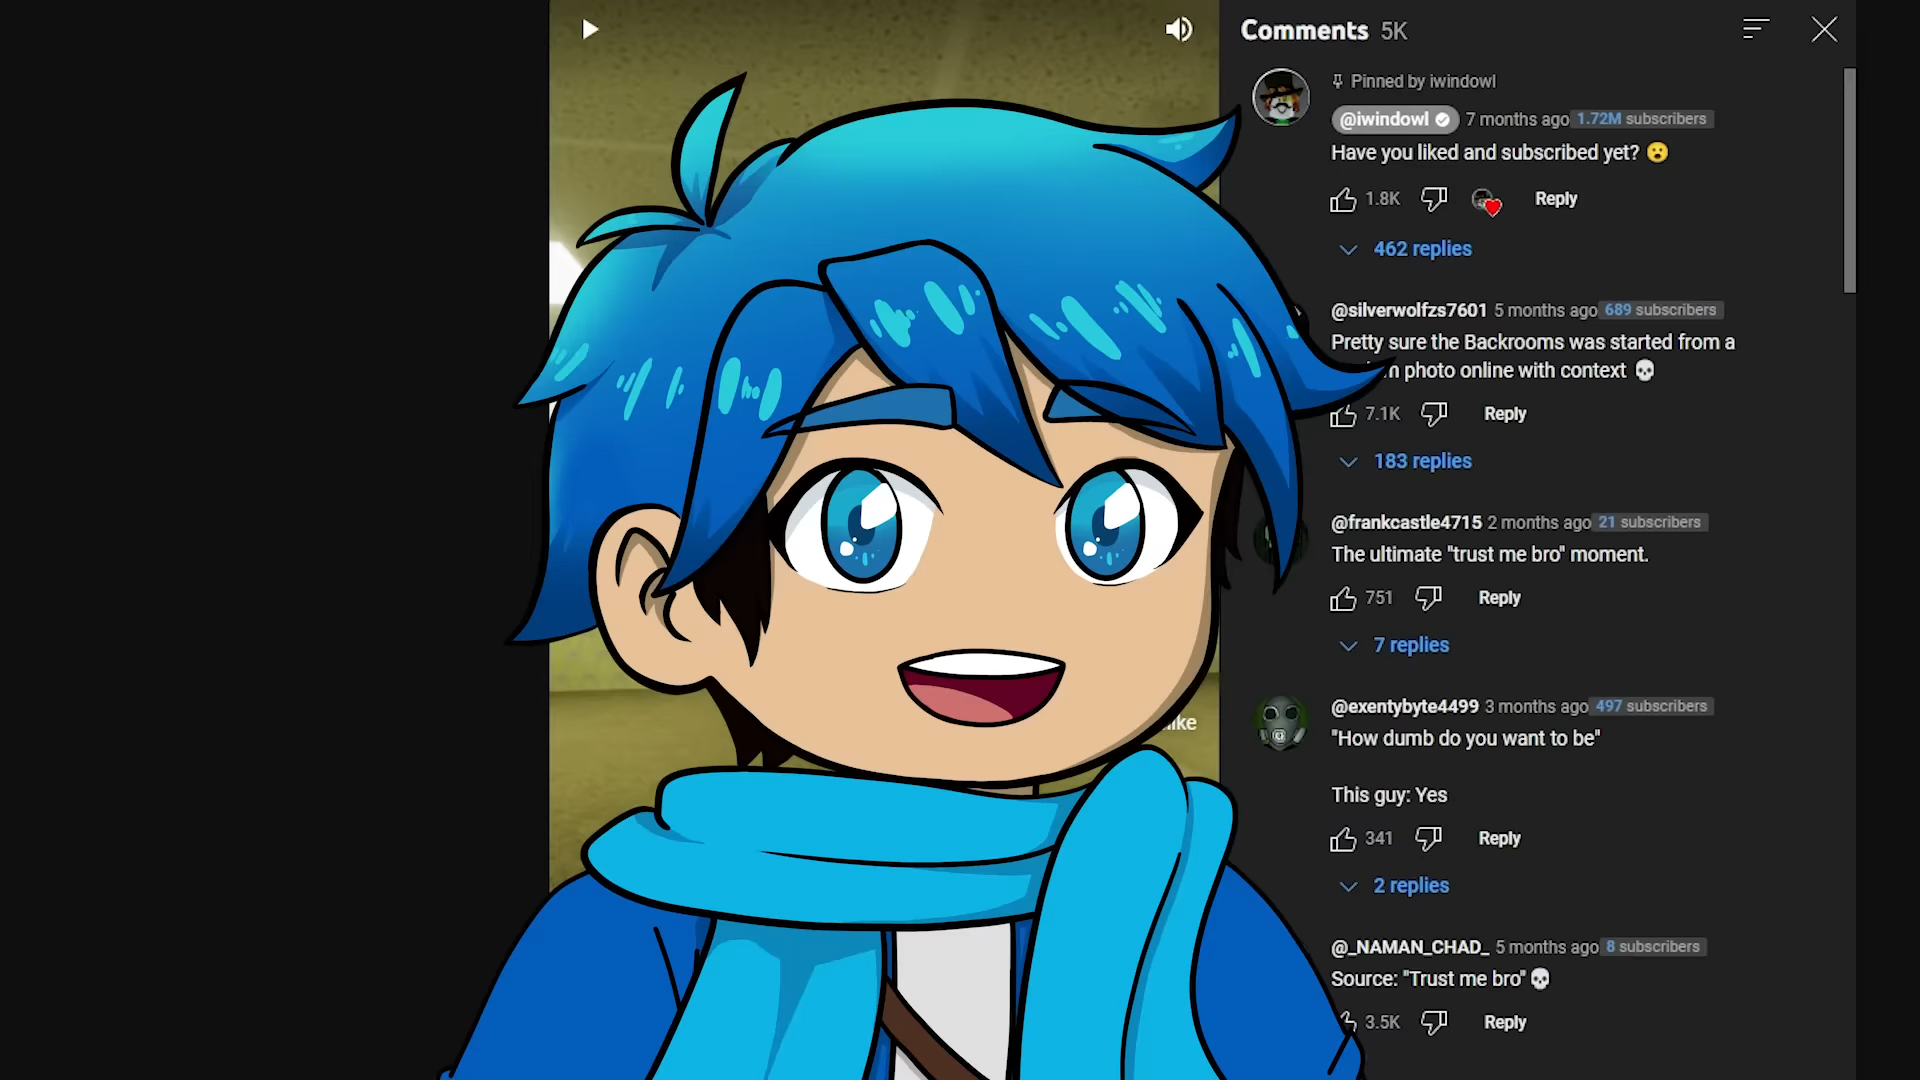 Comments 5K
Pinned by iwindowl
@iwindowl 7 months ago 1.72M subscribers
Have you liked and subscribed yet? 😮
1.8K Reply
462 replies
@silverwolfzs7601 5 months ago 689 subscribers
Pretty sure the Backrooms was started from a
photo online with context 💀
7.1K Reply
183 replies
@frankcastle4715 2 months ago 21 subscribers
The ultimate "trust me bro" moment.
751 Reply
7 replies
@exentybyte4499 3 months ago 497 subscribers
"How dumb do you want to be"
This guy: Yes
341 Reply
2 replies
@_NAMAN_CHAD_ 5 months ago 8 subscribers
Source: "Trust me bro" 💀
3.5K Reply